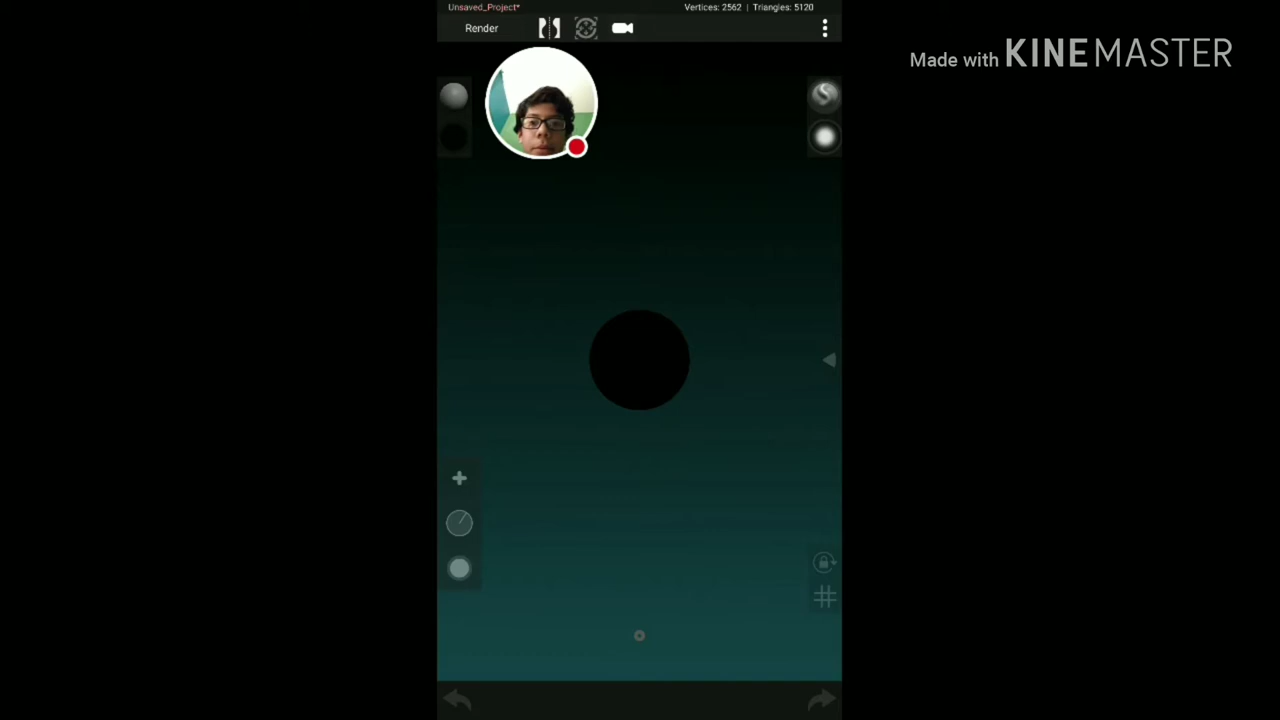 Unsaved_Project*
Vertices: 2562 | Triangles: 5120
Render
Made with KINEMASTER